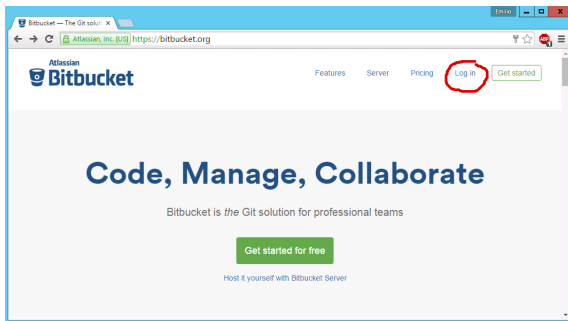 Emilio
Bitbucket — The Git solut
Atlassian, Inc. [US] https://bitbucket.org
ABP
Atlassian
Bitbucket
Features Server Pricing Log in Get started
Code, Manage, Collaborate
Bitbucket is the Git solution for professional teams
Get started for free
Host it yourself with Bitbucket Server